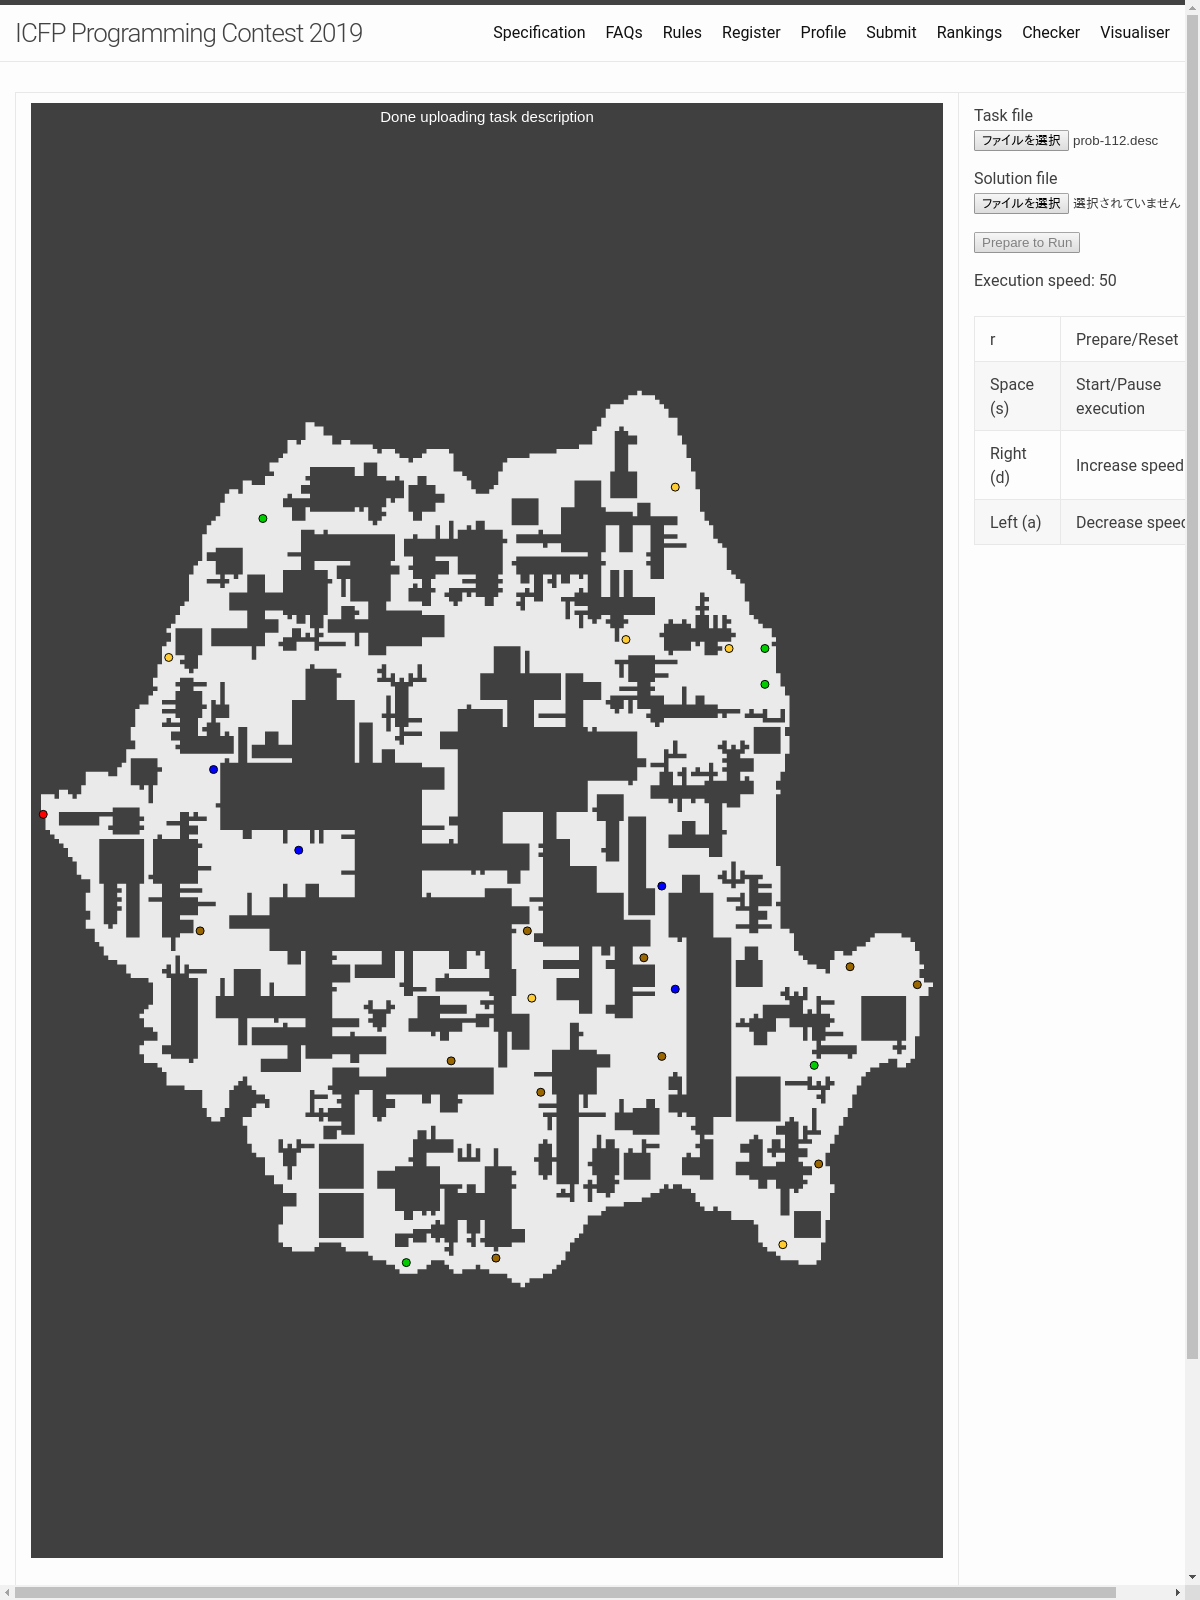 ICFP Programming Contest 2019
Specification FAQs Rules Register Profile Submit Rankings Checker Visualiser
Done uploading task description
Task file
ファイルを選択 prob-112.desc
Solution file
ファイルを選択 選択されていません
Prepare to Run
Execution speed: 50
r Prepare/Reset
Space (s) Start/Pause execution
Right (d) Increase speed
Left (a) Decrease speed